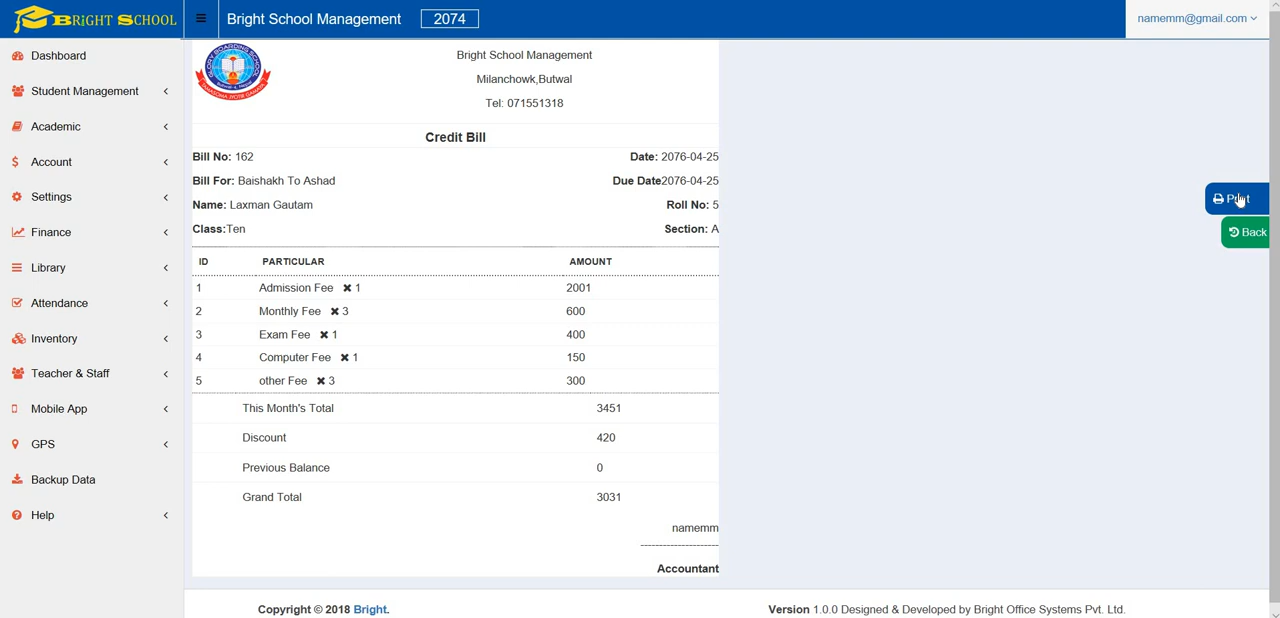 BRIGHT SCHOOL
Bright School Management 2074
namemm@gmail.com
Dashboard
Student Management
Academic
Account
Settings
Finance
Library
Attendance
Inventory
Teacher & Staff
Mobile App
GPS
Backup Data
Help
Bright School Management
Milanchowk,Butwal
Tel: 071551318
Credit Bill
Bill No: 162 Date: 2076-04-25
Bill For: Baishakh To Ashad Due Date2076-04-25
Name: Laxman Gautam Roll No: 5
Class:Ten Section: A
ID PARTICULAR AMOUNT
1 Admission Fee ✖ 1 2001
2 Monthly Fee ✖ 3 600
3 Exam Fee ✖ 1 400
4 Computer Fee ✖ 1 150
5 other Fee ✖ 3 300
This Month's Total 3451
Discount 420
Previous Balance 0
Grand Total 3031
namemm
Accountant
Print
Back
Copyright © 2018 Bright. Version 1.0.0 Designed & Developed by Bright Office Systems Pvt. Ltd.